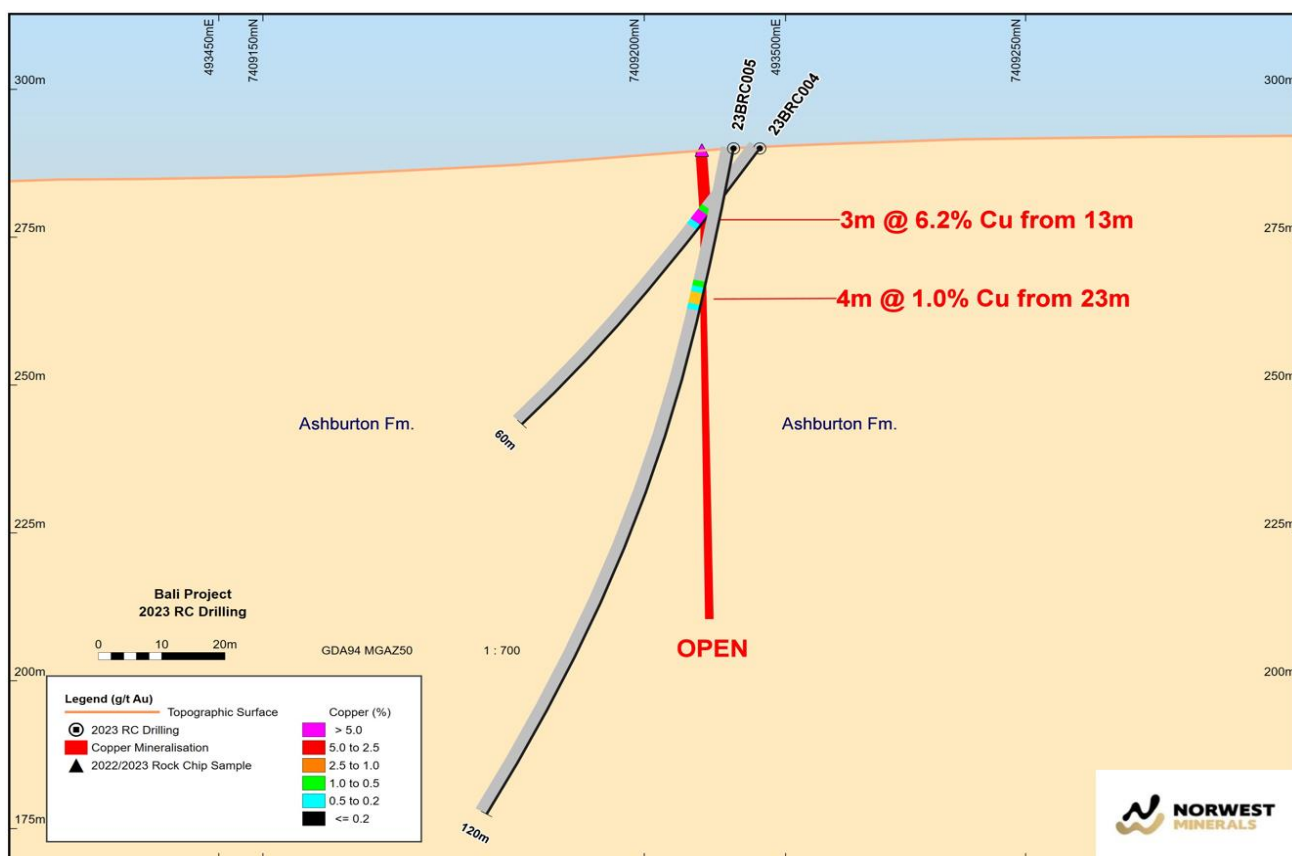 493450mE
7409150mN
7409200mN
493500mE
7409250mN
300m
300m
23BRC005
23BRC004
275m
275m
3m @ 6.2% Cu from 13m
4m @ 1.0% Cu from 23m
250m
250m
Ashburton Fm.
Ashburton Fm.
60m
225m
225m
Bali Project
2023 RC Drilling
0 10 20m
GDA94 MGAZ50
1 : 700
OPEN
200m
200m
Legend (g/t Au)
Topographic Surface
2023 RC Drilling
Copper Mineralisation
2022/2023 Rock Chip Sample
Copper (%)
> 5.0
5.0 to 2.5
2.5 to 1.0
1.0 to 0.5
0.5 to 0.2
<= 0.2
120m
175m
175m
NORWEST
MINERALS